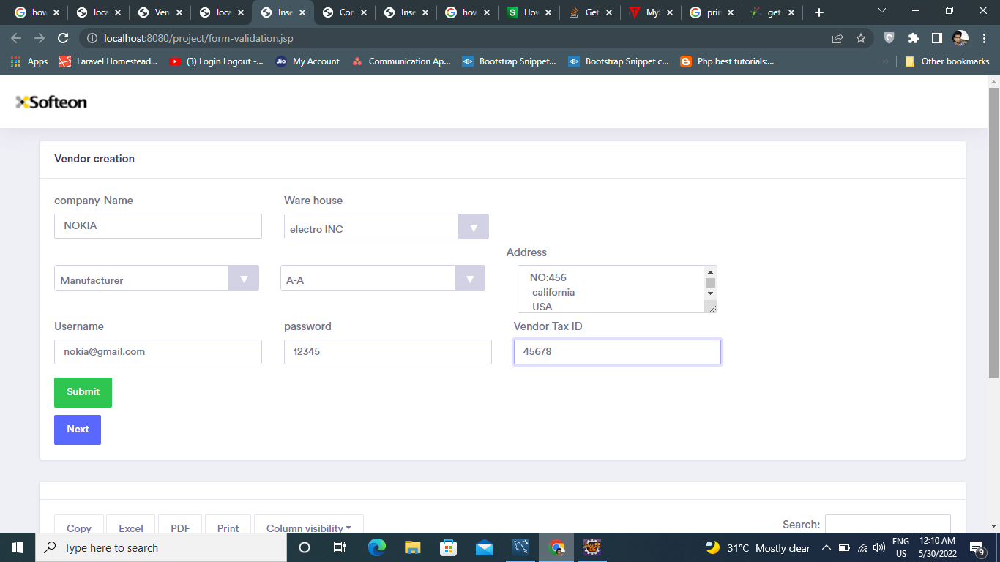 how
loca
Ven
loca
Inse
Con
Inse
how
How
Get
MyS
prin
get
localhost:8080/project/form-validation.jsp
Apps
Laravel Homestead...
(3) Login Logout -...
Jio
My Account
Communication Ap...
Bootstrap Snippet...
Bootstrap Snippet c...
Php best tutorials:...
»
Other bookmarks
Softeon
Vendor creation
company-Name Ware house
NOKIA electro INC
Address
Manufacturer A-A
NO:456
california
USA
Username password Vendor Tax ID
nokia@gmail.com 12345 45678
Submit
Next
Copy Excel PDF Print Column visibility Search:
Type here to search
31°C Mostly clear
ENG
US
12:10 AM
5/30/2022
9